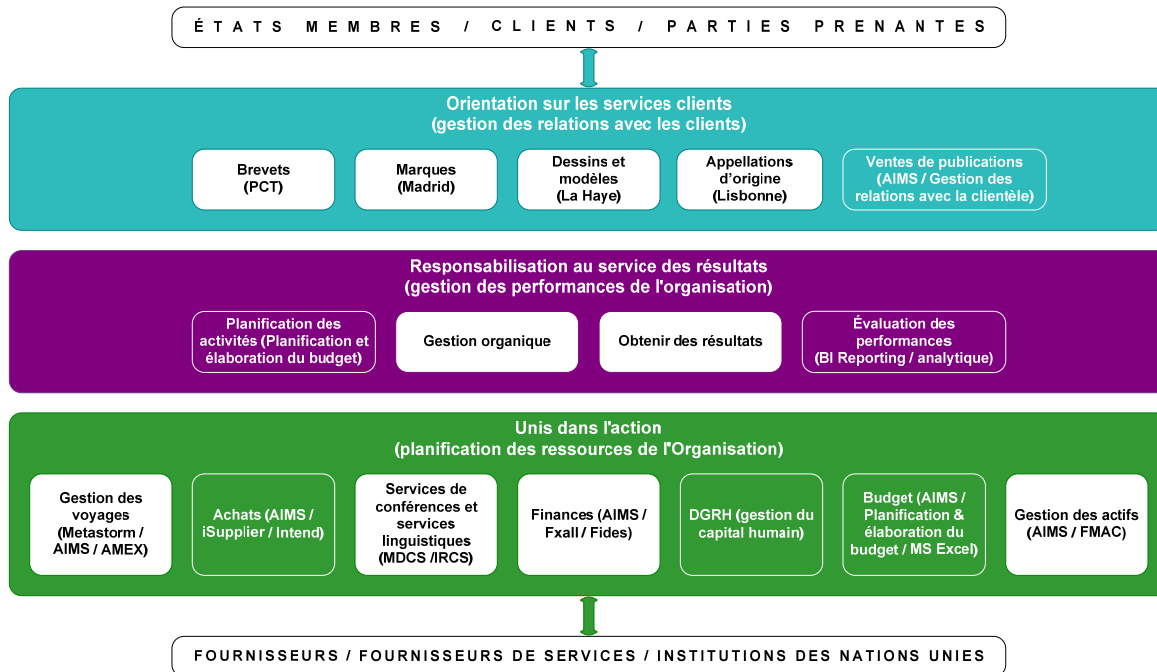 ÉTATS MEMBRES / CLIENTS / PARTIES PRENANTES
Orientation sur les services clients
(gestion des relations avec les clients)
Brevets
(PCT)
Marques
(Madrid)
Dessins et
modèles
(La Haye)
Appellations
d’origine
(Lisbonne)
Ventes de publications
(AIMS / Gestion des
relations avec la clientèle)
Responsabilisation au service des résultats
(gestion des performances de l'organisation)
Planification des
activités (Planification et
élaboration du budget)
Gestion organique
Obtenir des résultats
Évaluation des
performances
(BI Reporting / analytique)
Unis dans l'action
(planification des ressources de l'Organisation)
Gestion des
voyages
(Metastorm /
AIMS / AMEX)
Achats (AIMS /
iSupplier / Intend)
Services de
conférences et
services
linguistiques
(MDCS /IRCS)
Finances (AIMS /
Fxall / Fides)
DGRH (gestion du
capital humain)
Budget (AIMS /
Planification &
élaboration du
budget / MS Excel)
Gestion des actifs
(AIMS / FMAC)
FOURNISSEURS / FOURNISSEURS DE SERVICES / INSTITUTIONS DES NATIONS UNIES